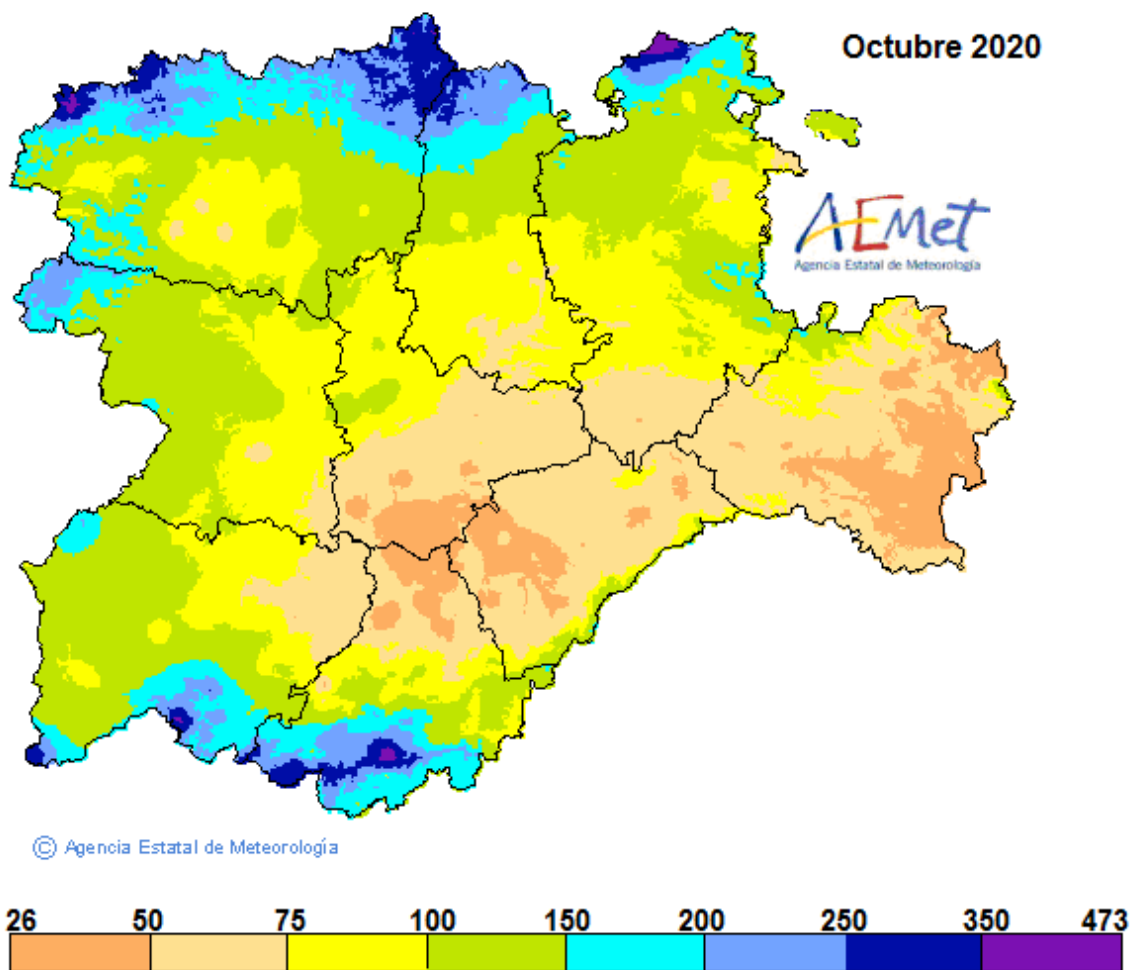 Octubre 2020
AEMet
Agencia Estatal de Meteorología
© Agencia Estatal de Meteorología
26 50 75 100 150 200 250 350 473